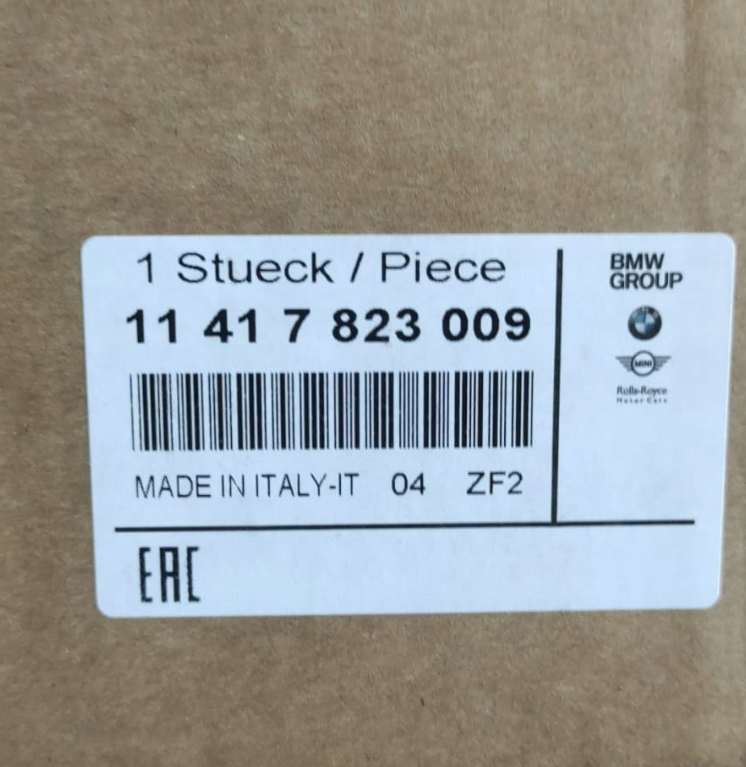 1 Stueck / Piece
11 41 7 823 009
MADE IN ITALY-IT 04 ZF2
EAC
BMW
GROUP
MINI
Rolls-Royce
Motor Cars